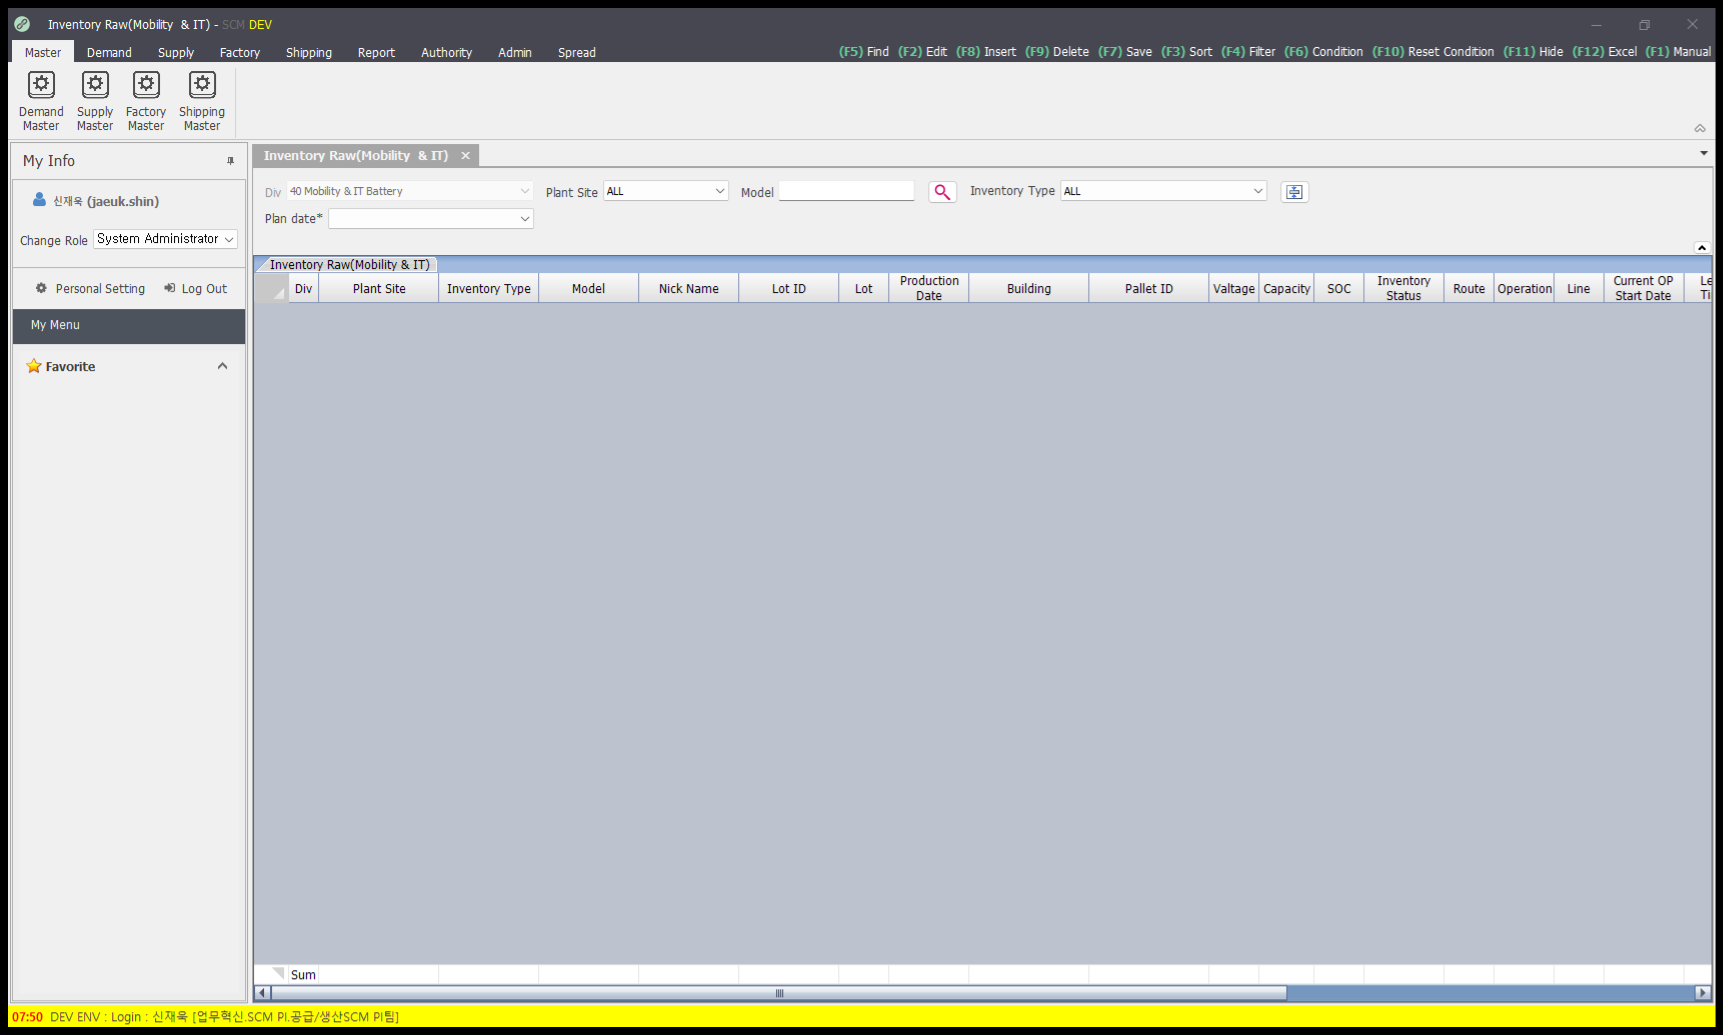 Inventory Raw(Mobility & IT) - SCM DEV
Master Demand Supply Factory Shipping Report Authority Admin Spread (F5) Find (F2) Edit (F8) Insert (F9) Delete (F7) Save (F3) Sort (F4) Filter (F6) Condition (F10) Reset Condition (F11) Hide (F12) Excel (F1) Manual
Demand Master
Supply Master
Factory Master
Shipping Master
My Info
신재욱 (jaeuk.shin)
Change Role System Administrator
Personal Setting Log Out
My Menu
Favorite
Inventory Raw(Mobility & IT)
Div 40 Mobility & IT Battery Plant Site ALL Model Inventory Type ALL
Plan date*
Inventory Raw(Mobility & IT)
Div Plant Site Inventory Type Model Nick Name Lot ID Lot Production Date Building Pallet ID Valtage Capacity SOC Inventory Status Route Operation Line Current OP Start Date Le Ti
Sum
07:50 DEV ENV : Login : 신재욱 [업무혁신.SCM PI.공급/생산SCM PI팀]